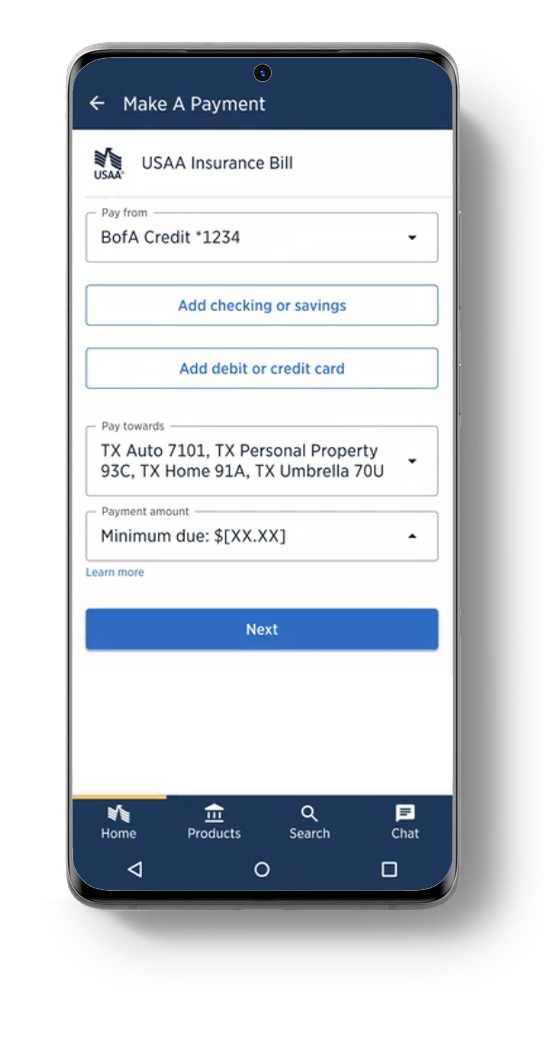 Make A Payment
USAA®
USAA Insurance Bill
Pay from
BofA Credit *1234
Add checking or savings
Add debit or credit card
Pay towards
TX Auto 7101, TX Personal Property
93C, TX Home 91A, TX Umbrella 70U
Payment amount
Minimum due: $[XX.XX]
Learn more
Next
Home
Products
Search
Chat